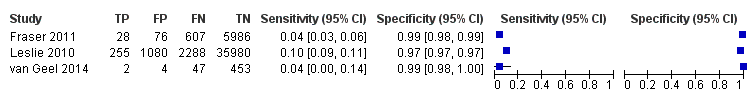 Study TP FP FN TN Sensitivity (95% CI) Specificity (95% CI) Sensitivity (95% CI) Specificity (95% CI)
Fraser 2011 28 76 607 5986 0.04 [0.03, 0.06] 0.99 [0.98, 0.99]
Leslie 2010 255 1080 2288 35980 0.10 [0.09, 0.11] 0.97 [0.97, 0.97]
van Geel 2014 2 4 47 453 0.04 [0.00, 0.14] 0.99 [0.98, 1.00]
0 0.2 0.4 0.6 0.8 1 0 0.2 0.4 0.6 0.8 1